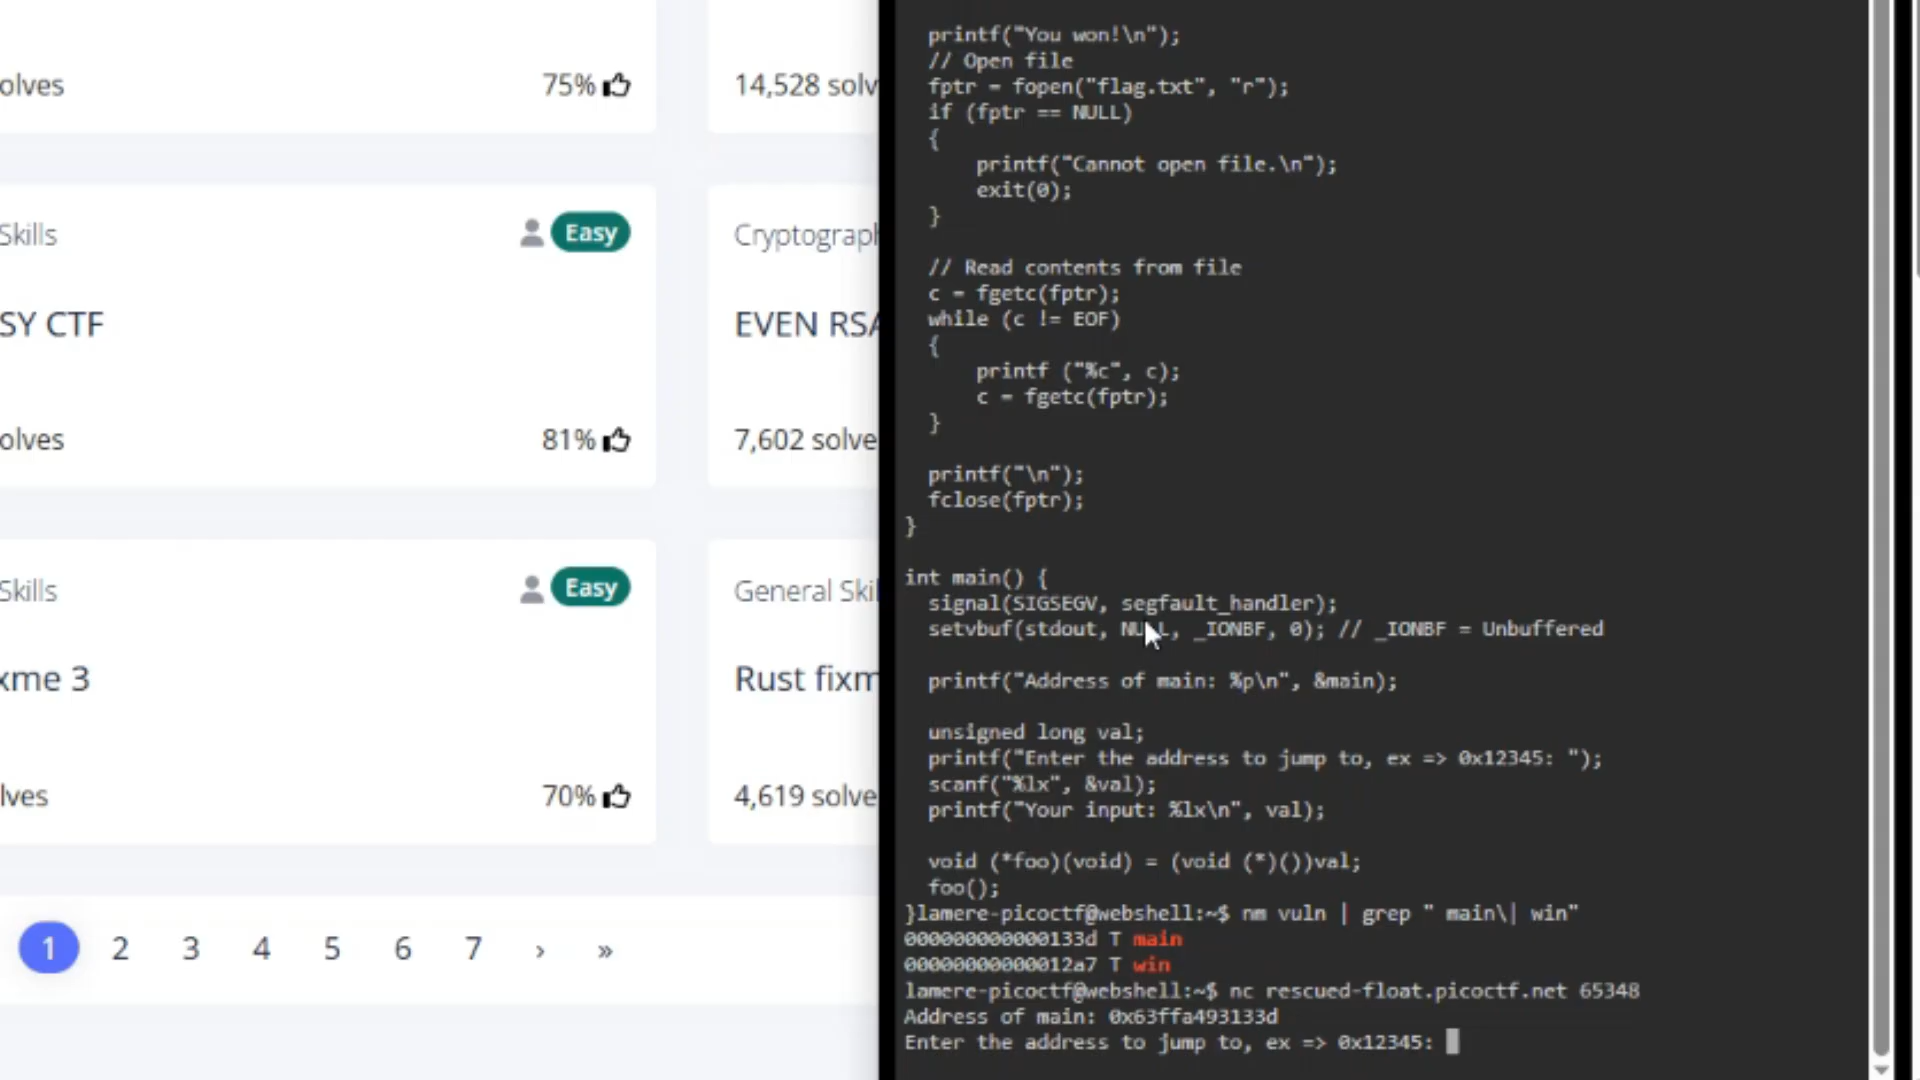 olves
75%
14,528 solv
Skills
Easy
Cryptograph
SY CTF
EVEN RSA
olves
81%
7,602 solve
Skills
Easy
General Skil
xme 3
Rust fixm
lves
70%
4,619 solve
1 2 3 4 5 6 7 › »
printf("You won!\n");
// Open file
fptr = fopen("flag.txt", "r");
if (fptr == NULL)
{
printf("Cannot open file.\n");
exit(0);
}
// Read contents from file
c = fgetc(fptr);
while (c != EOF)
{
printf ("%c", c);
c = fgetc(fptr);
}
printf("\n");
fclose(fptr);
}
int main() {
signal(SIGSEGV, segfault_handler);
setvbuf(stdout, NULL, _IONBF, 0); // _IONBF = Unbuffered
printf("Address of main: %p\n", &main);
unsigned long val;
printf("Enter the address to jump to, ex => 0x12345: ");
scanf("%lx", &val);
printf("Your input: %lx\n", val);
void (*foo)(void) = (void (*)())val;
foo();
}lamere-picoctf@webshell:~$ nm vuln | grep " main\| win"
000000000000133d T main
00000000000012a7 T win
lamere-picoctf@webshell:~$ nc rescued-float.picoctf.net 65348
Address of main: 0x63ffa493133d
Enter the address to jump to, ex => 0x12345: